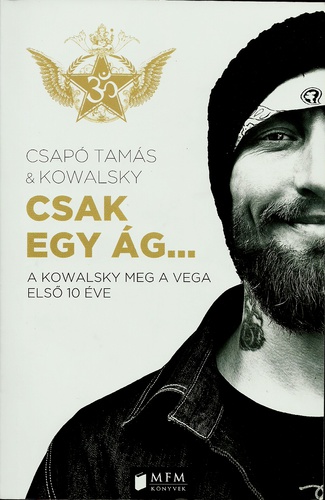 CSAPÓ TAMÁS
& KOWALSKY
CSAK
EGY ÁG...
A KOWALSKY MEG A VEGA
ELSŐ 10 ÉVE
MFM
KÖNYVEK